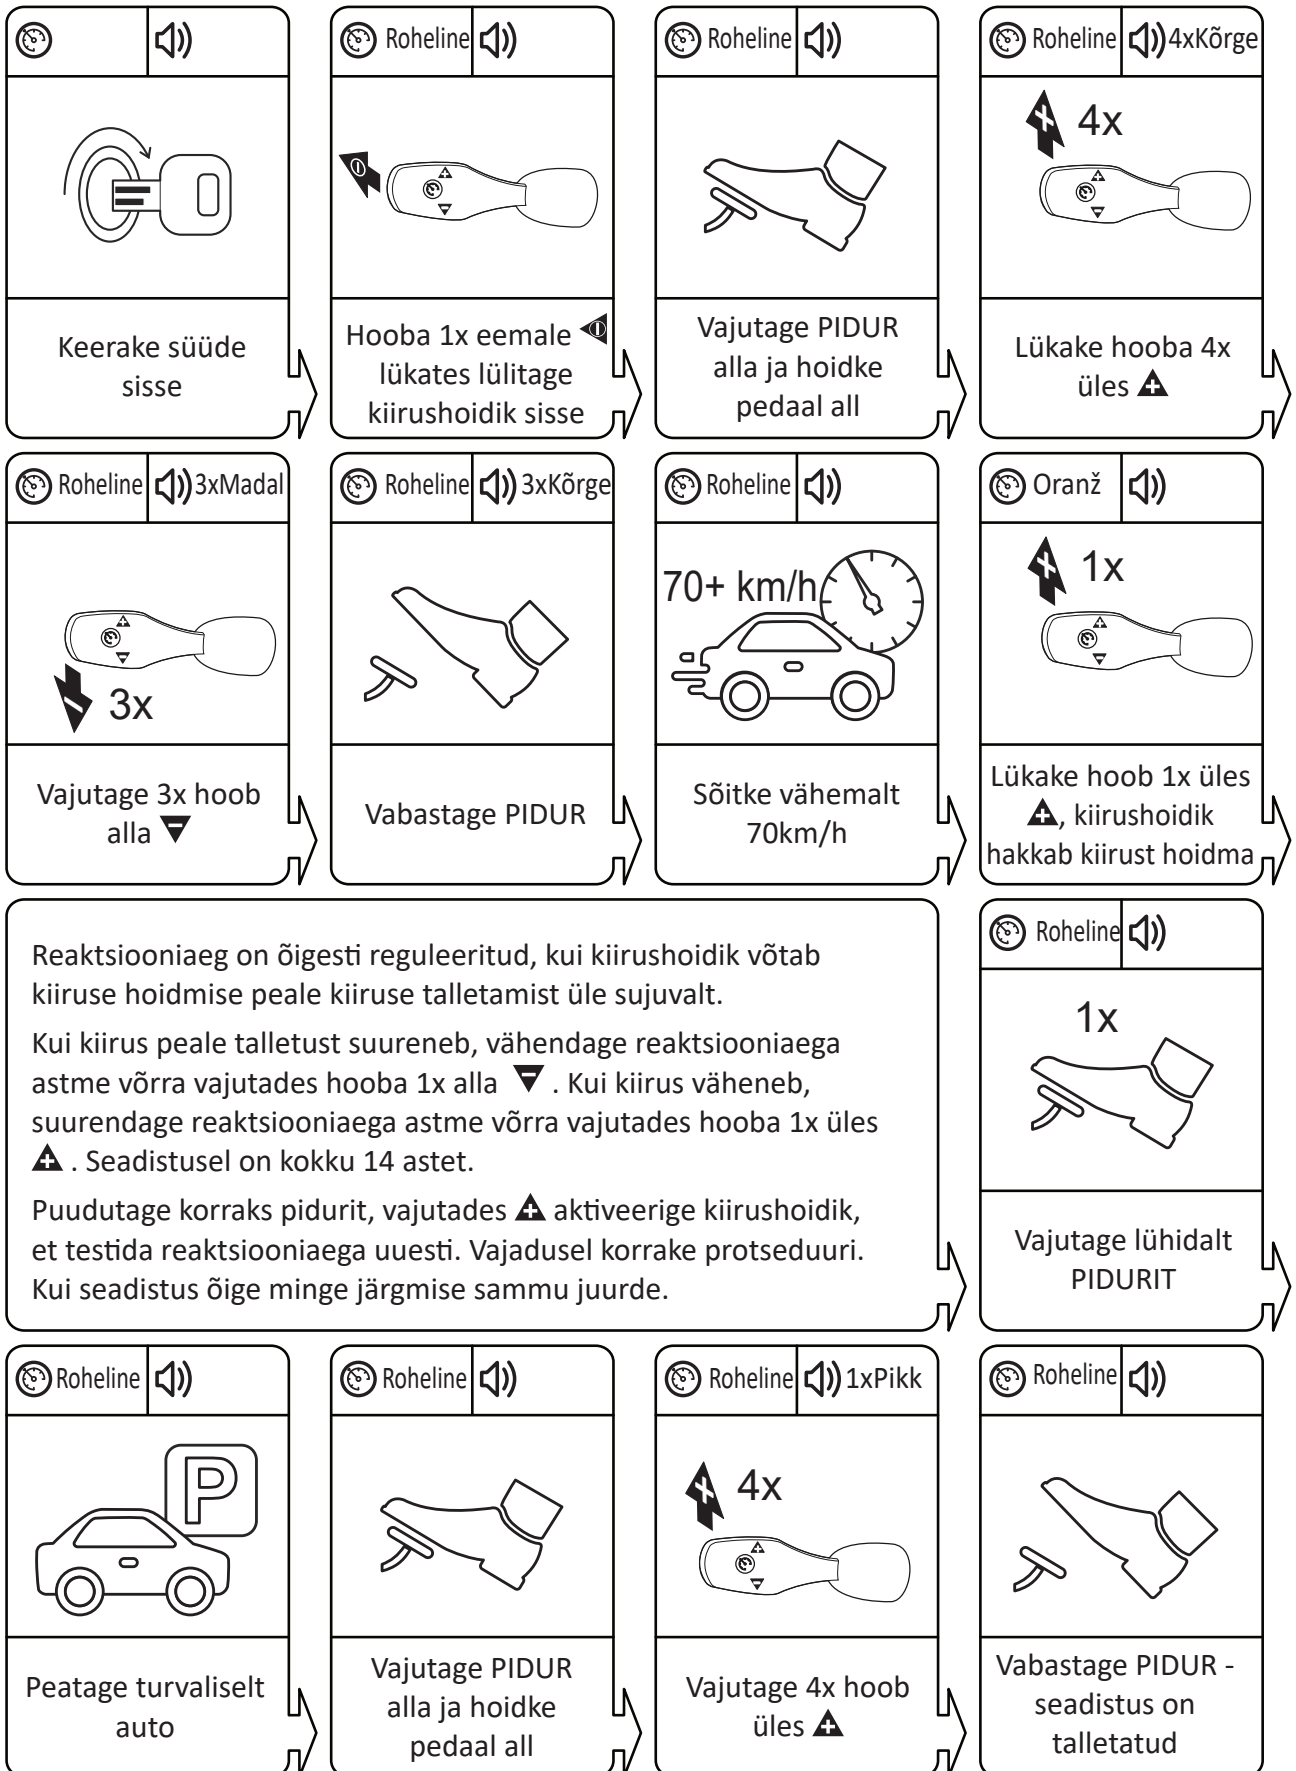 Keerake süüde
sisse
Roheline
Hooba 1x eemale
lükates lülitage
kiirushoidik sisse
Roheline
Vajutage PIDUR
alla ja hoidke
pedaal all
Roheline 4xKõrge
4x
Lükake hooba 4x
üles
Roheline 3xMadal
3x
Vajutage 3x hoob
alla
Roheline 3xKõrge
Vabastage PIDUR
Roheline
70+ km/h
Sõitke vähemalt
70km/h
Oranž
1x
Lükake hoob 1x üles
, kiirushoidik
hakkab kiirust hoidma
Reaktsiooniaeg on õigesti reguleeritud, kui kiirushoidik võtab
kiiruse hoidmise peale kiiruse talletamist üle sujuvalt.
Kui kiirus peale talletust suureneb, vähendage reaktsiooniaega
astme võrra vajutades hooba 1x alla . Kui kiirus väheneb,
suurendage reaktsiooniaega astme võrra vajutades hooba 1x üles
. Seadistusel on kokku 14 astet.
Puudutage korraks pidurit, vajutades aktiveerige kiirushoidik,
et testida reaktsiooniaega uuesti. Vajadusel korrake protseduuri.
Kui seadistus õige minge järgmise sammu juurde.
Roheline
1x
Vajutage lühidalt
PIDURIT
Roheline
P
Peatage turvaliselt
auto
Roheline
Vajutage PIDUR
alla ja hoidke
pedaal all
Roheline 1xPikk
4x
Vajutage 4x hoob
üles
Roheline
Vabastage PIDUR -
seadistus on
talletatud